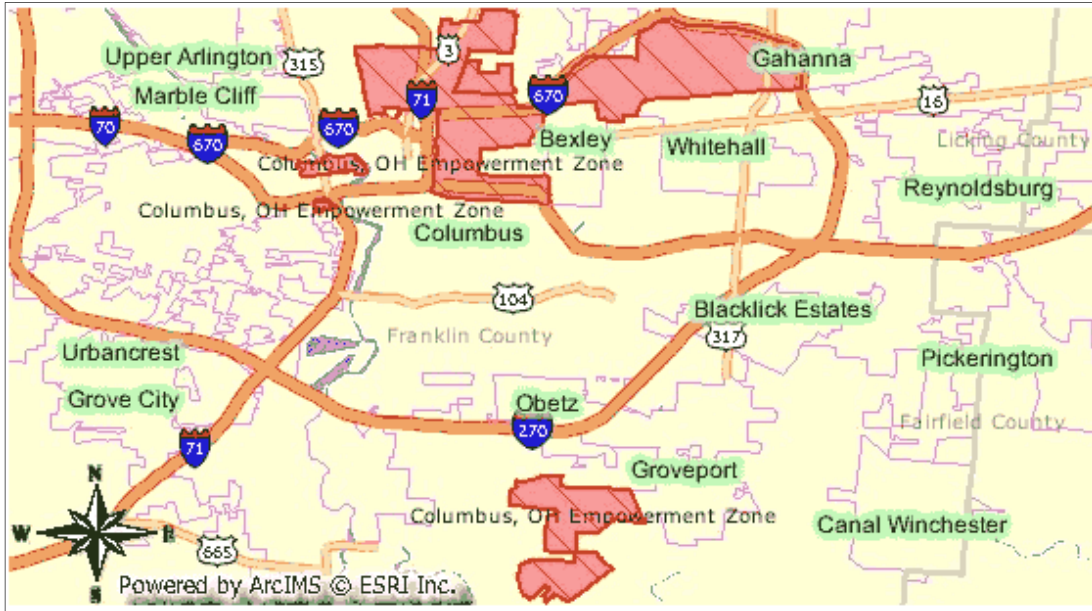 3
Upper Arlington
315
Gahanna
Marble Cliff
71
670
16
70
670
670
Bexley
Whitehall
Licking County
Columbus, OH Empowerment Zone
Reynoldsburg
Columbus, OH Empowerment Zone
Columbus
104
Blacklick Estates
Franklin County
317
Urbancrest
Pickerington
Grove City
Obetz
Fairfield County
270
71
Groveport
N
Columbus, OH Empowerment Zone
Canal Winchester
W
E
665
Powered by ArcIMS © ESRI Inc.
S